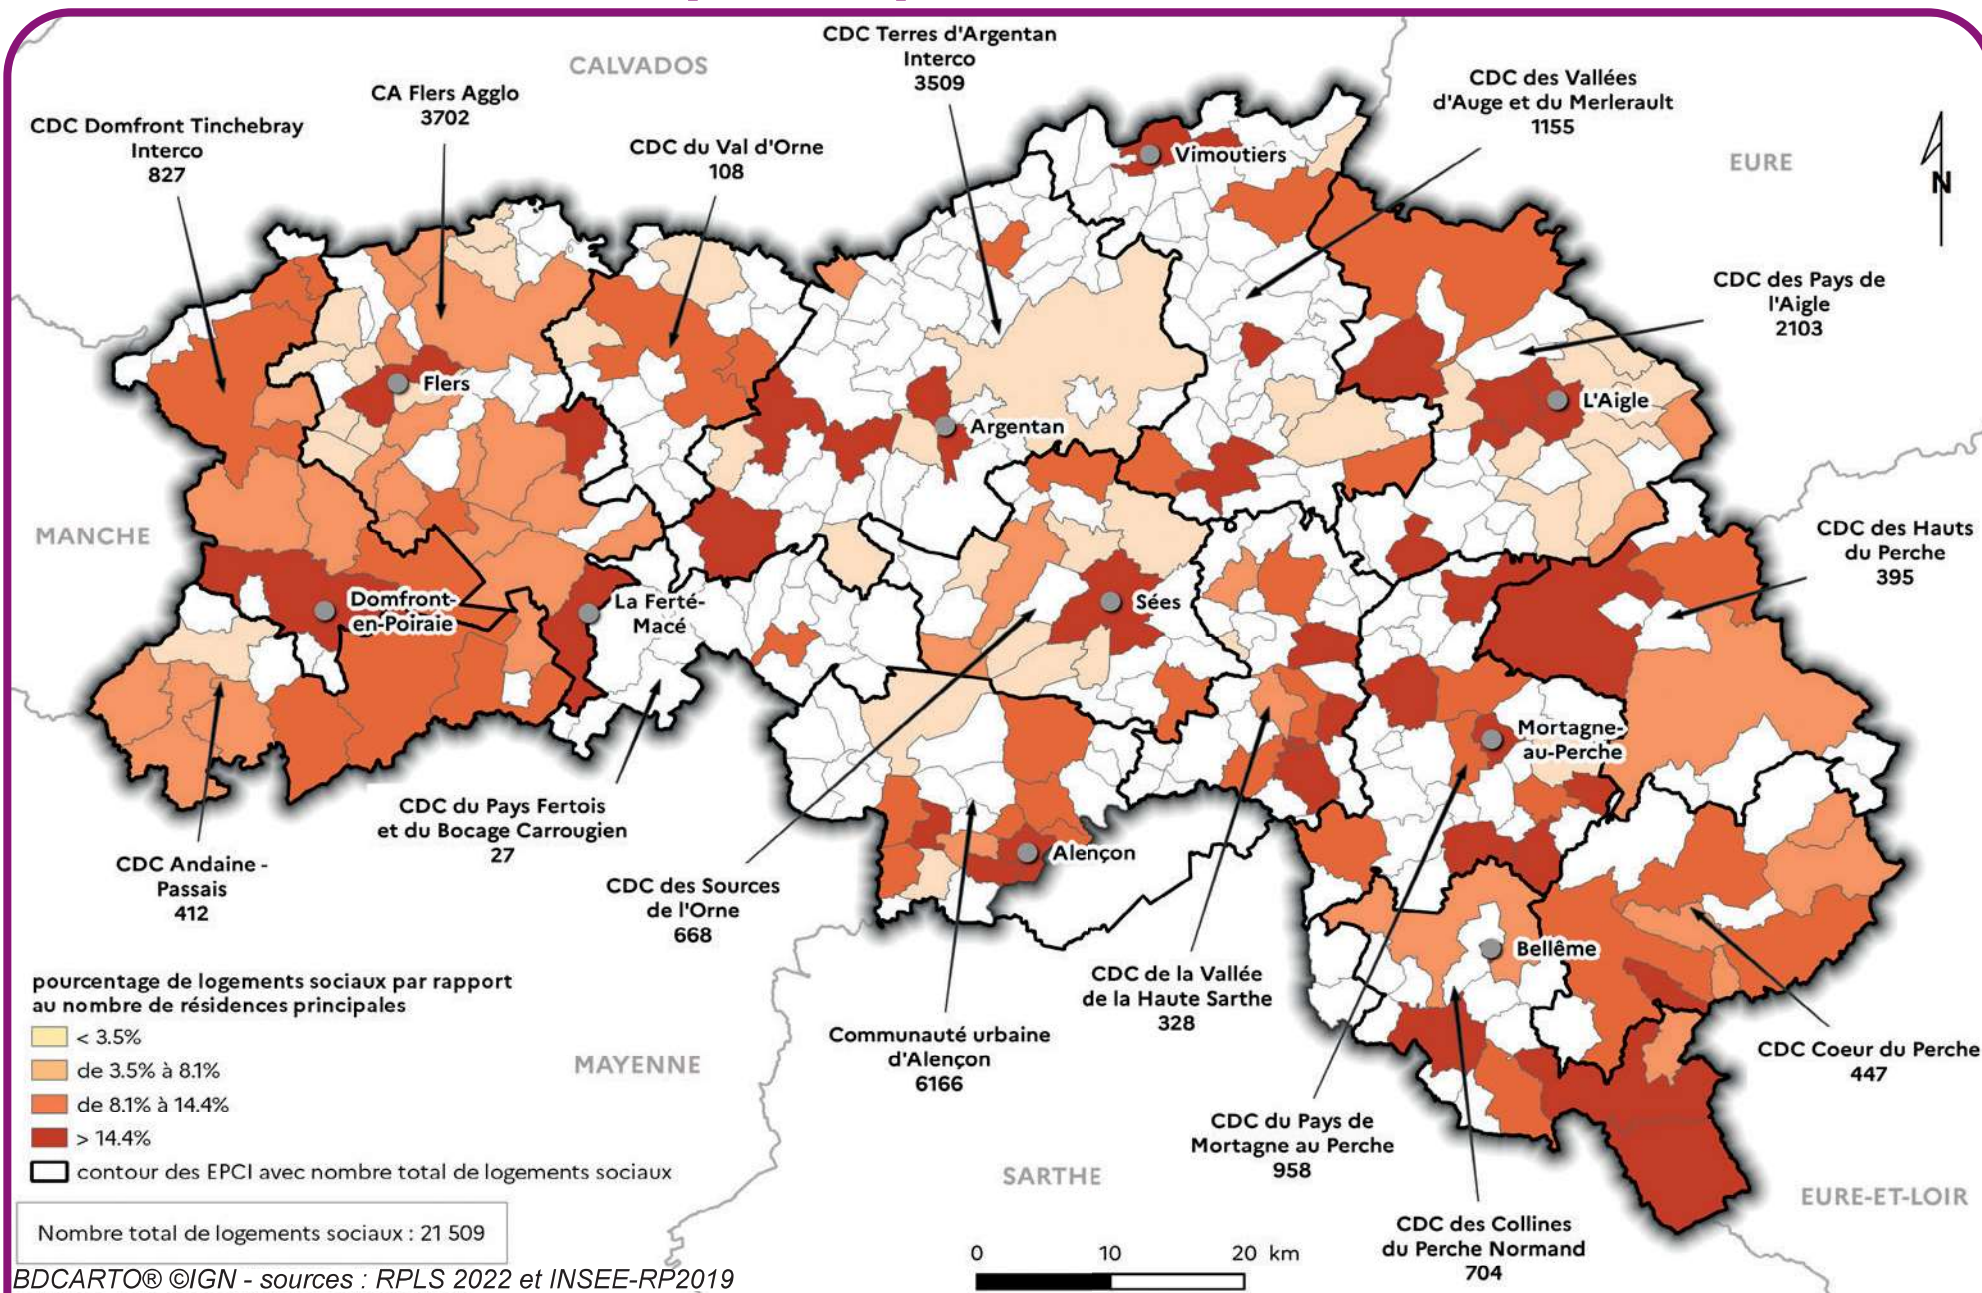 CALVADOS
CDC Terres d'Argentan
Interco
3509
CA Flers Agglo
3702
CDC des Vallées
d'Auge et du Merlerault
1155
CDC Domfront Tinchebray
Interco
827
CDC du Val d'Orne
108
Vimoutiers
EURE
N
CDC des Pays de
l'Aigle
2103
Flers
L'Aigle
Argentan
MANCHE
CDC des Hauts
du Perche
395
Domfront-
en-Poiraie
La Ferté-
Macé
Sées
Mortagne-
au-Perche
CDC du Pays Fertois
et du Bocage Carrougien
27
CDC Andaine -
Passais
412
CDC des Sources
de l'Orne
668
Alençon
Bellême
CDC de la Vallée
de la Haute Sarthe
328
Communauté urbaine
d'Alençon
6166
MAYENNE
CDC Coeur du Perche
447
CDC du Pays de
Mortagne au Perche
958
SARTHE
EURE-ET-LOIR
CDC des Collines
du Perche Normand
704
pourcentage de logements sociaux par rapport
au nombre de résidences principales
< 3.5%
de 3.5% à 8.1%
de 8.1% à 14.4%
> 14.4%
contour des EPCI avec nombre total de logements sociaux
Nombre total de logements sociaux : 21 509
0 10 20 km
BDCARTO® ©IGN - sources : RPLS 2022 et INSEE-RP2019